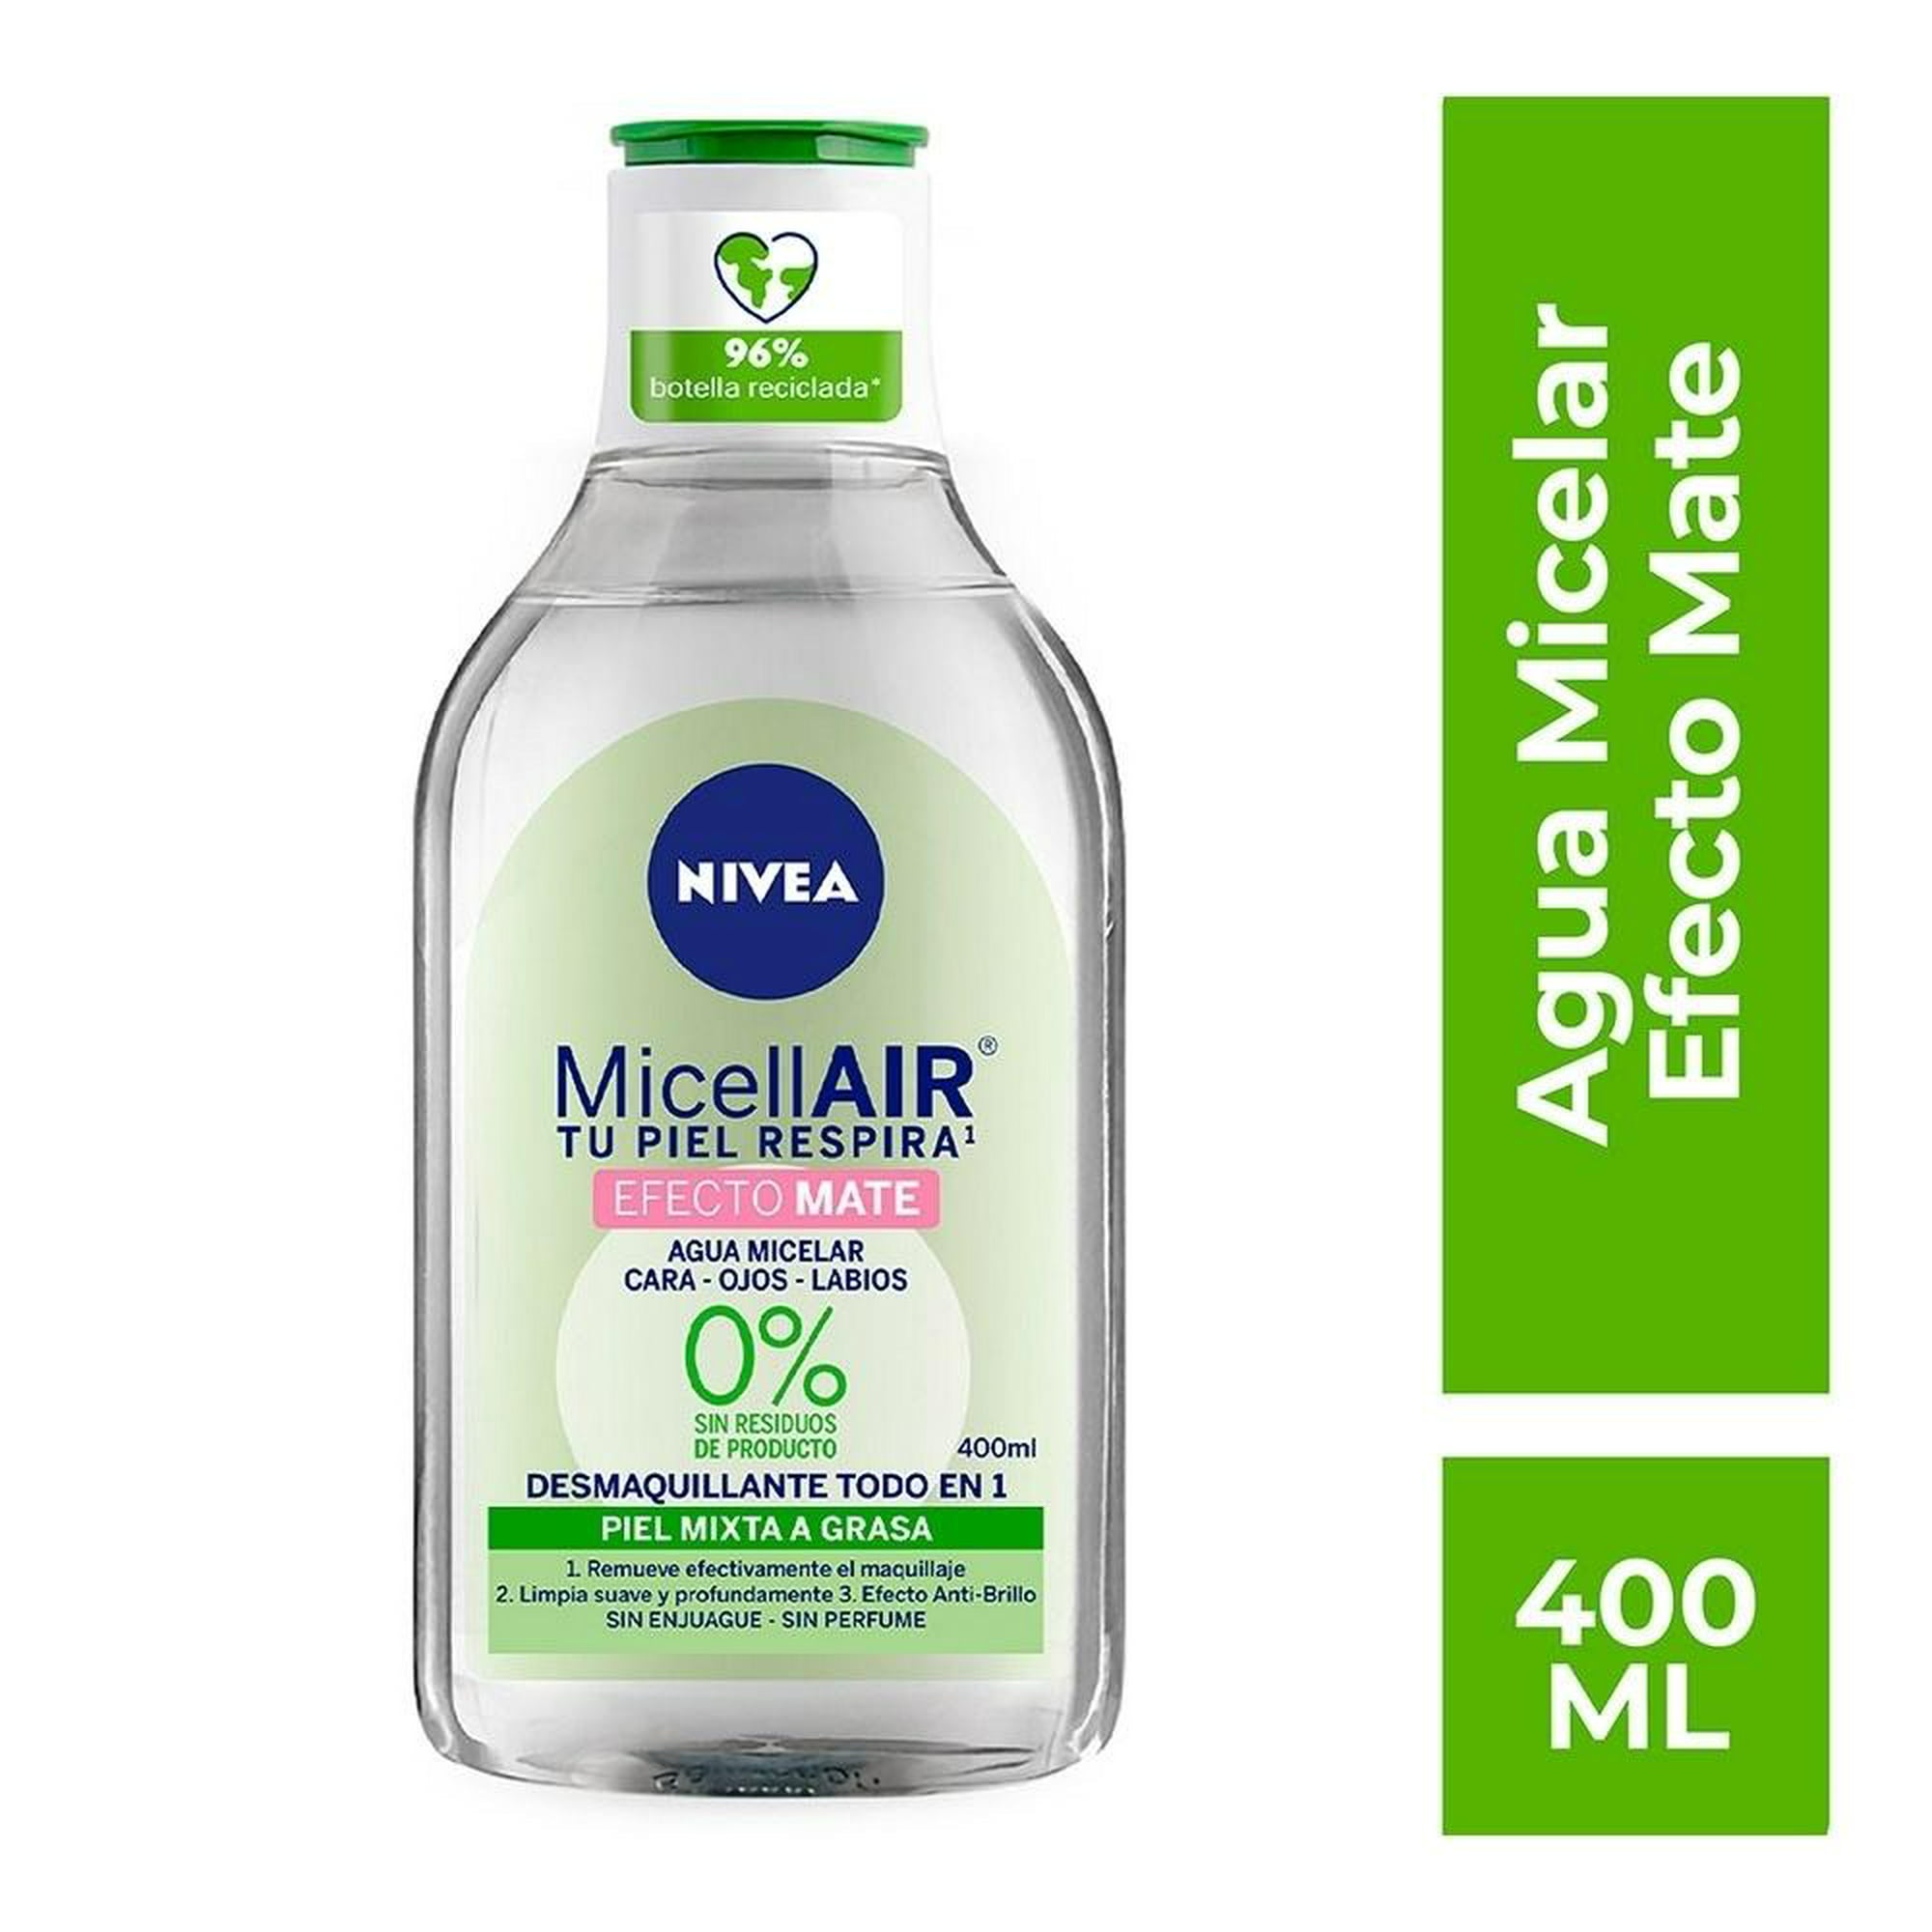 96%
botella reciclada*
NIVEA
MicellAIR®
TU PIEL RESPIRA¹
EFECTO MATE
AGUA MICELAR
CARA - OJOS - LABIOS
0%
SIN RESIDUOS
DE PRODUCTO
400ml
DESMAQUILLANTE TODO EN 1
PIEL MIXTA A GRASA
1. Remueve efectivamente el maquillaje
2. Limpia suave y profundamente 3. Efecto Anti-Brillo
SIN ENJUAGUE - SIN PERFUME
Agua Micelar
Efecto Mate
400
ML